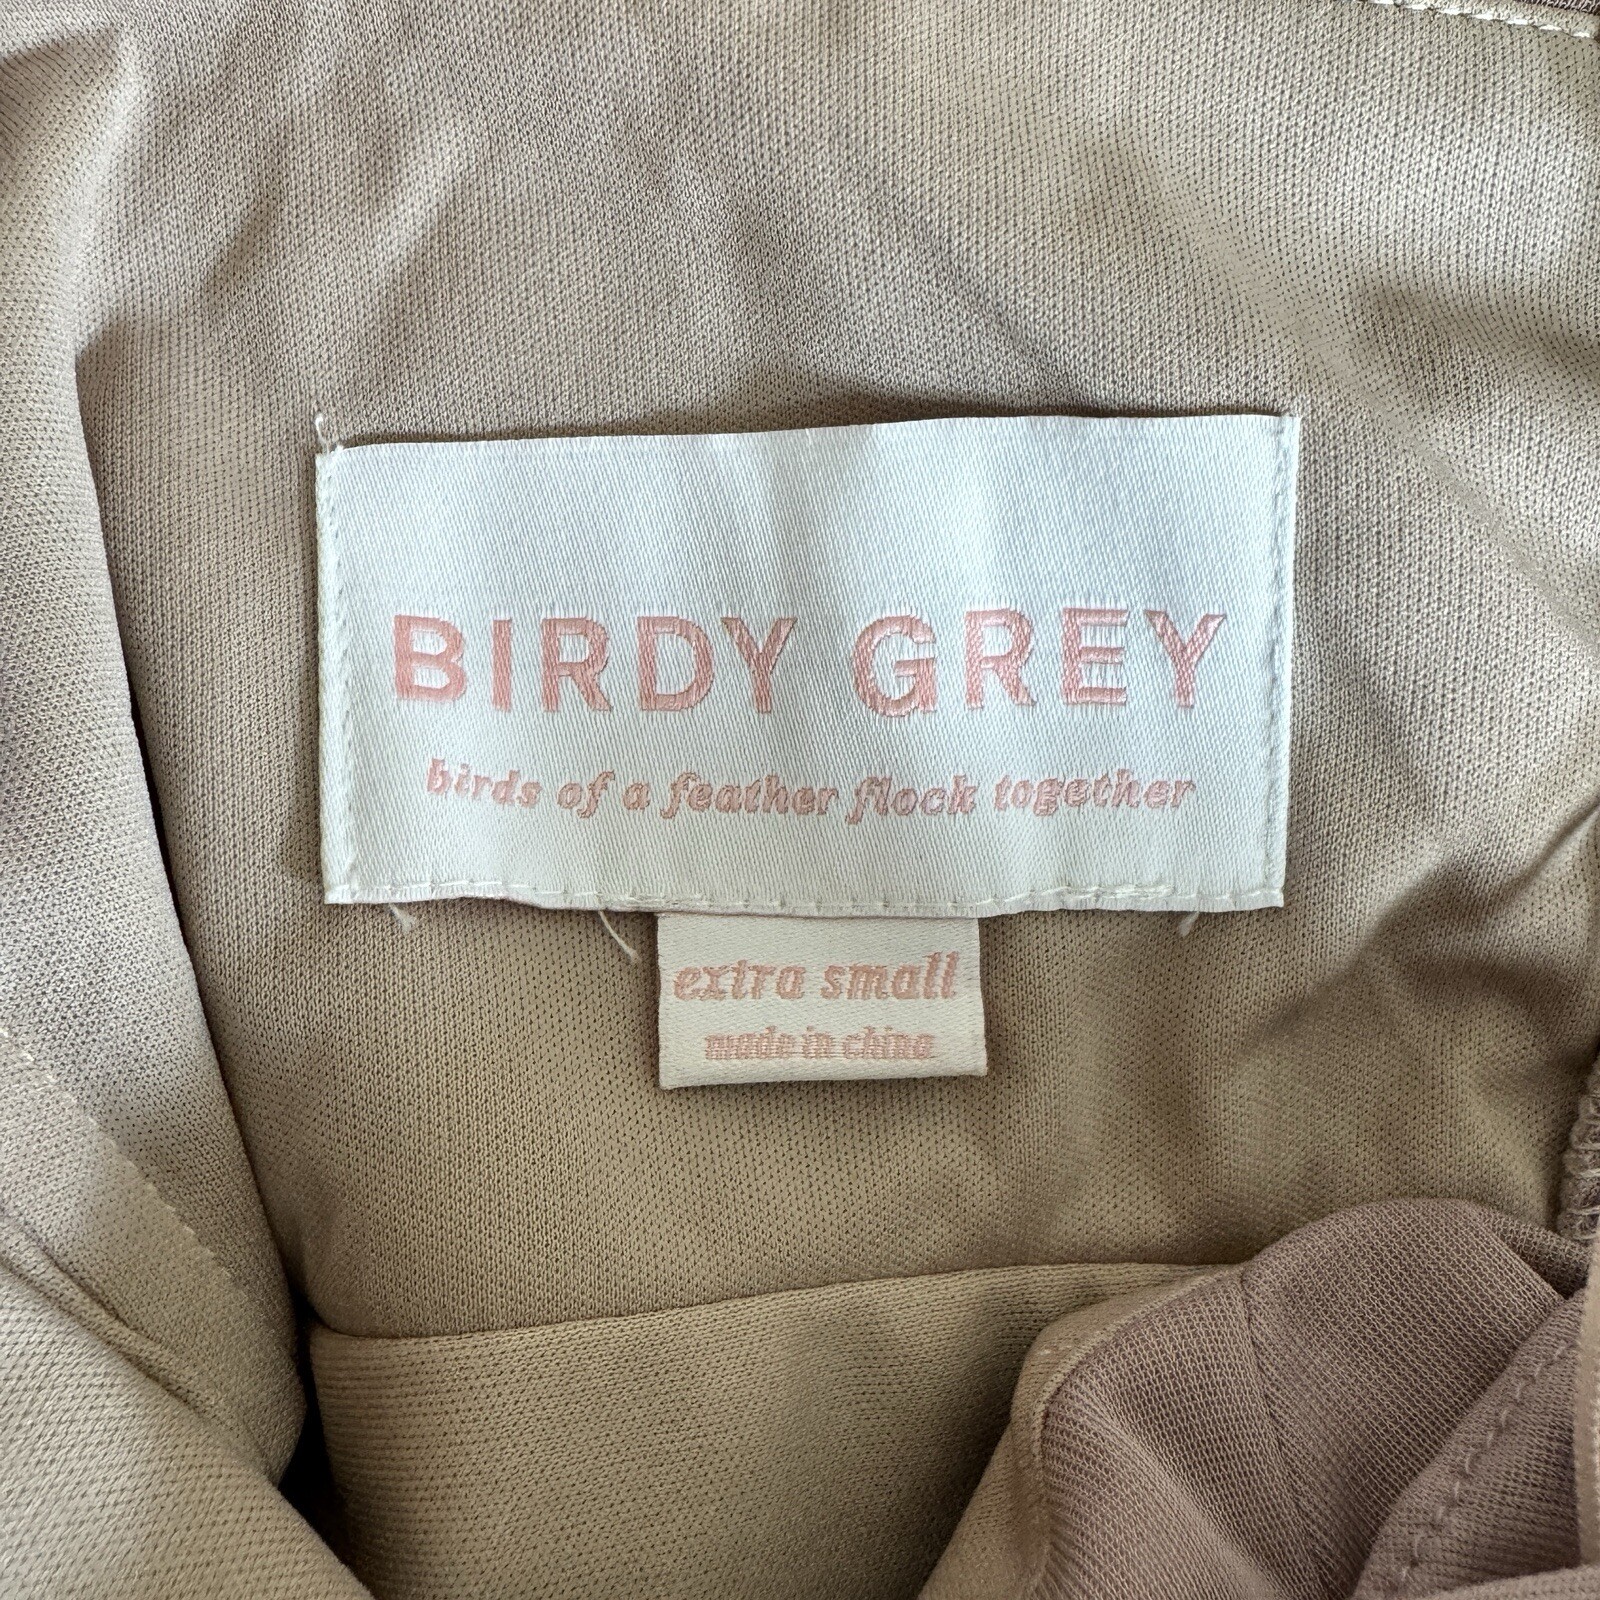 BIRDY GREY
birds of a feather flock together
extra small
made in china